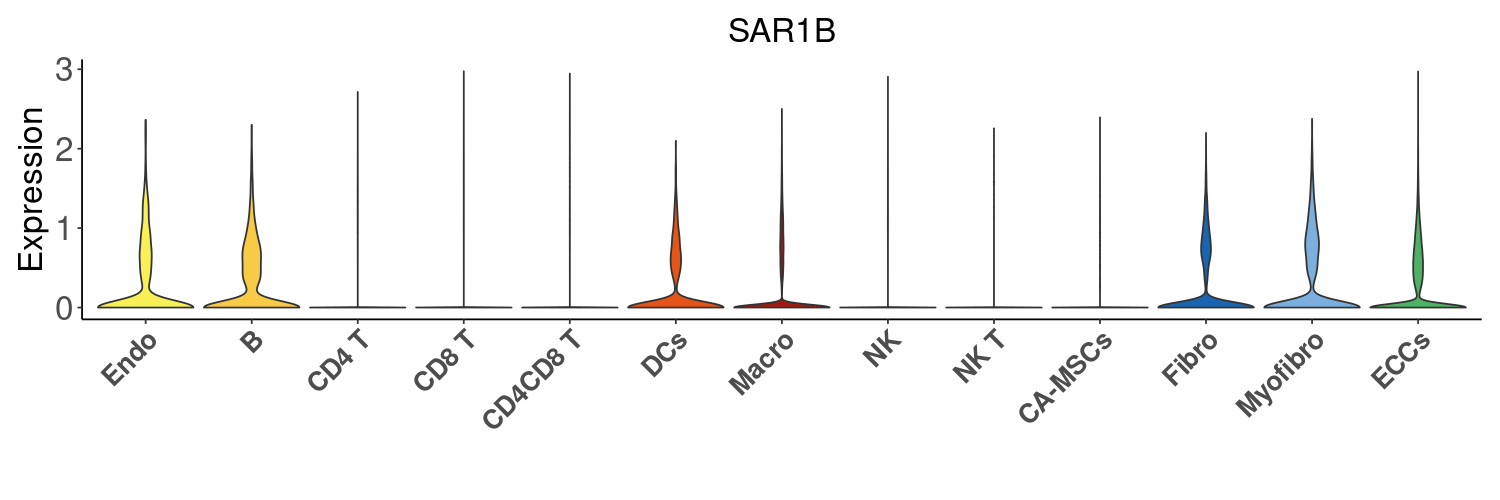 SAR1B
Expression
3
2
1
0
Endo
B
CD4 T
CD8 T
CD4CD8 T
DCs
Macro
NK
NK T
CA-MSCs
Fibro
Myofibro
ECCs